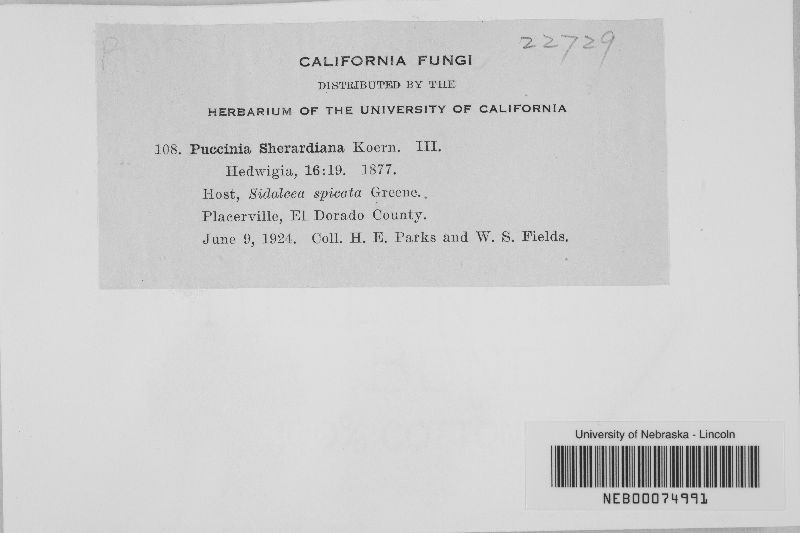 22729
CALIFORNIA FUNGI
DISTRIBUTED BY THE
HERBARIUM OF THE UNIVERSITY OF CALIFORNIA
108. Puccinia Sherardiana Koern. III.
Hedwigia, 16:19. 1877.
Host, Sidalcea spicata Greene.
Placerville, El Dorado County.
June 9, 1924. Coll. H. E. Parks and W. S. Fields.
University of Nebraska - Lincoln
NEB00074991